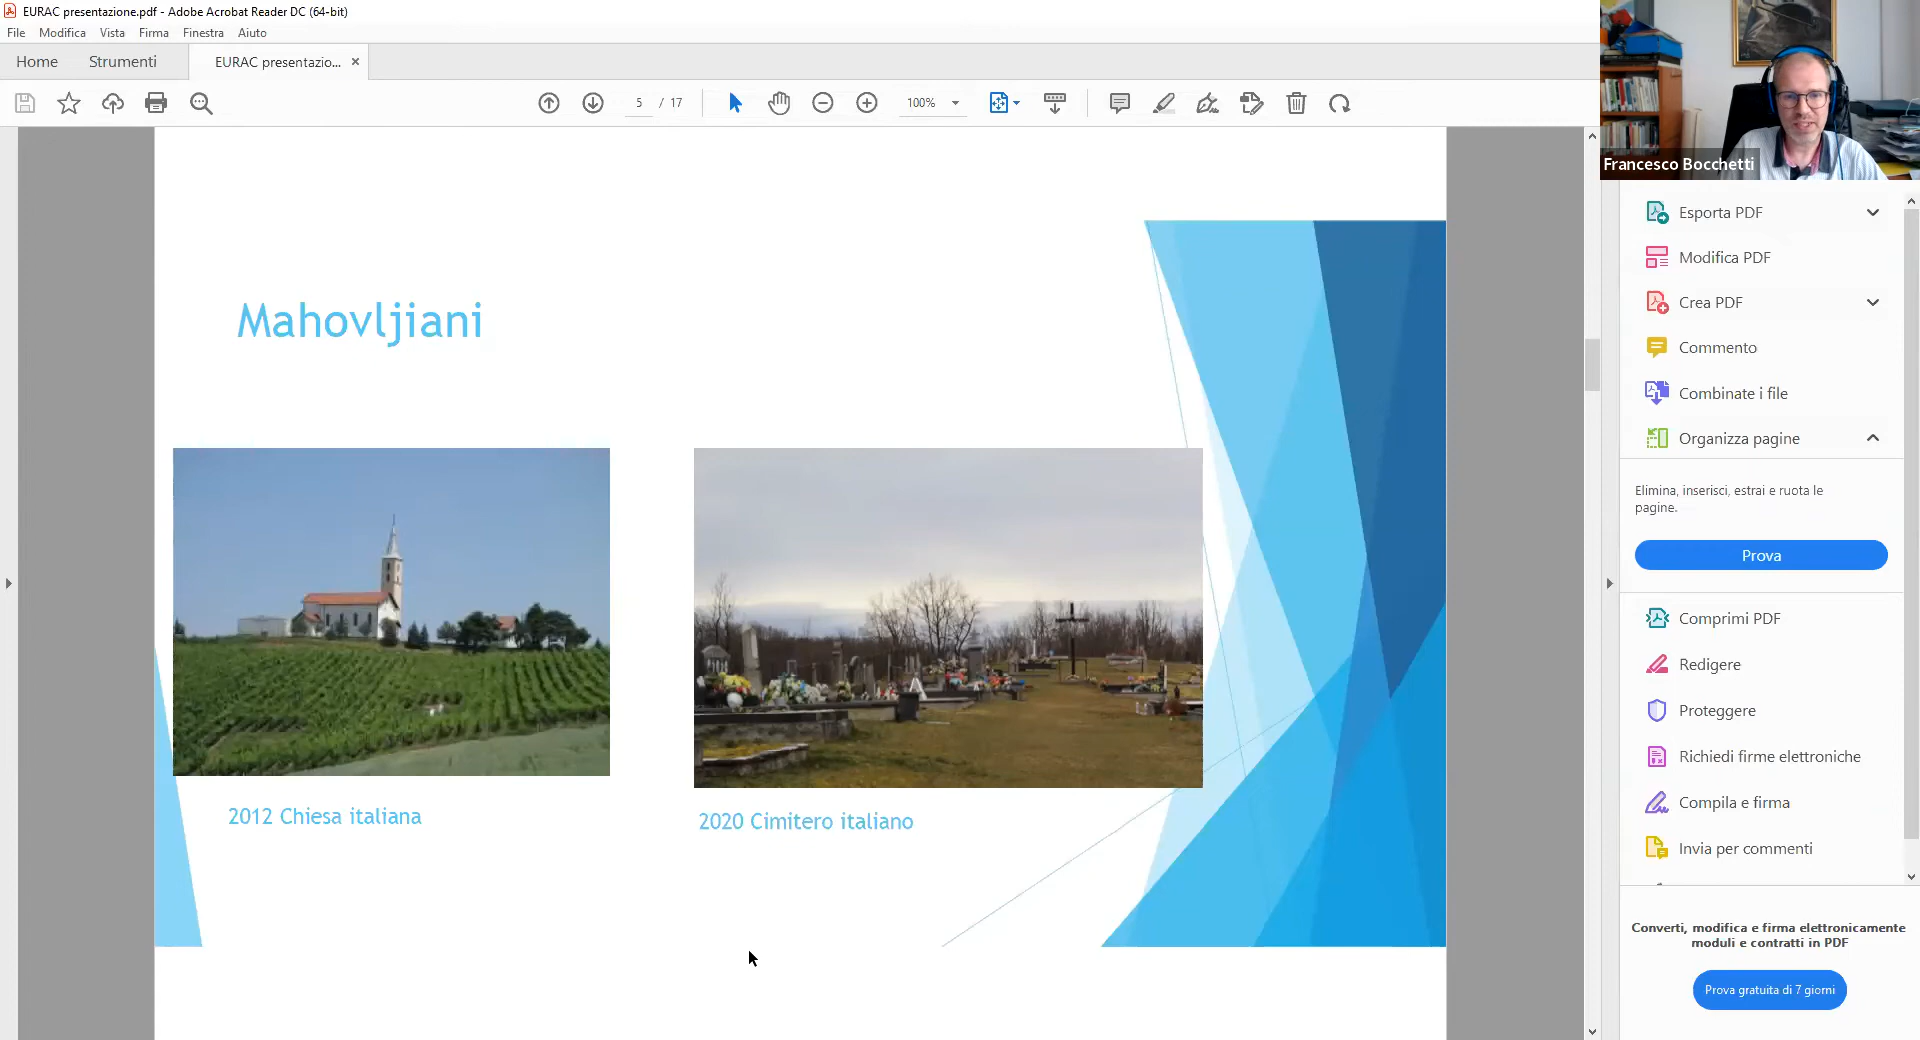 EURAC presentazione.pdf - Adobe Acrobat Reader DC (64-bit)
File Modifica Vista Firma Finestra Aiuto
Home Strumenti EURAC presentazio... ×
5 / 17 100%
Francesco Bocchetti
Mahovljiani
2012 Chiesa italiana
2020 Cimitero italiano
Esporta PDF
Modifica PDF
Crea PDF
Commento
Combinate i file
Organizza pagine
Elimina, inserisci, estrai e ruota le
pagine.
Prova
Comprimi PDF
Redigere
Proteggere
Richiedi firme elettroniche
Compila e firma
Invia per commenti
Converti, modifica e firma elettronicamente
moduli e contratti in PDF
Prova gratuita di 7 giorni